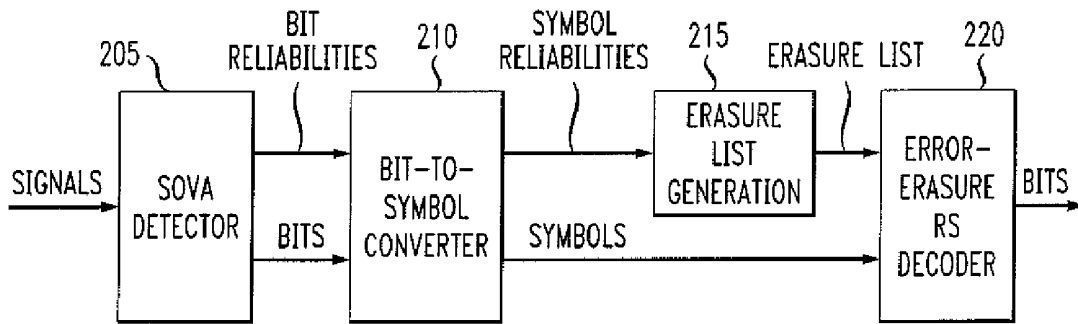 205
BIT
RELIABILITIES
210
SYMBOL
RELIABILITIES
215
ERASURE LIST
220
SIGNALS
SOVA
DETECTOR
BITS
BIT-TO-
SYMBOL
CONVERTER
SYMBOLS
ERASURE
LIST
GENERATION
ERROR-
ERASURE
RS
DECODER
BITS